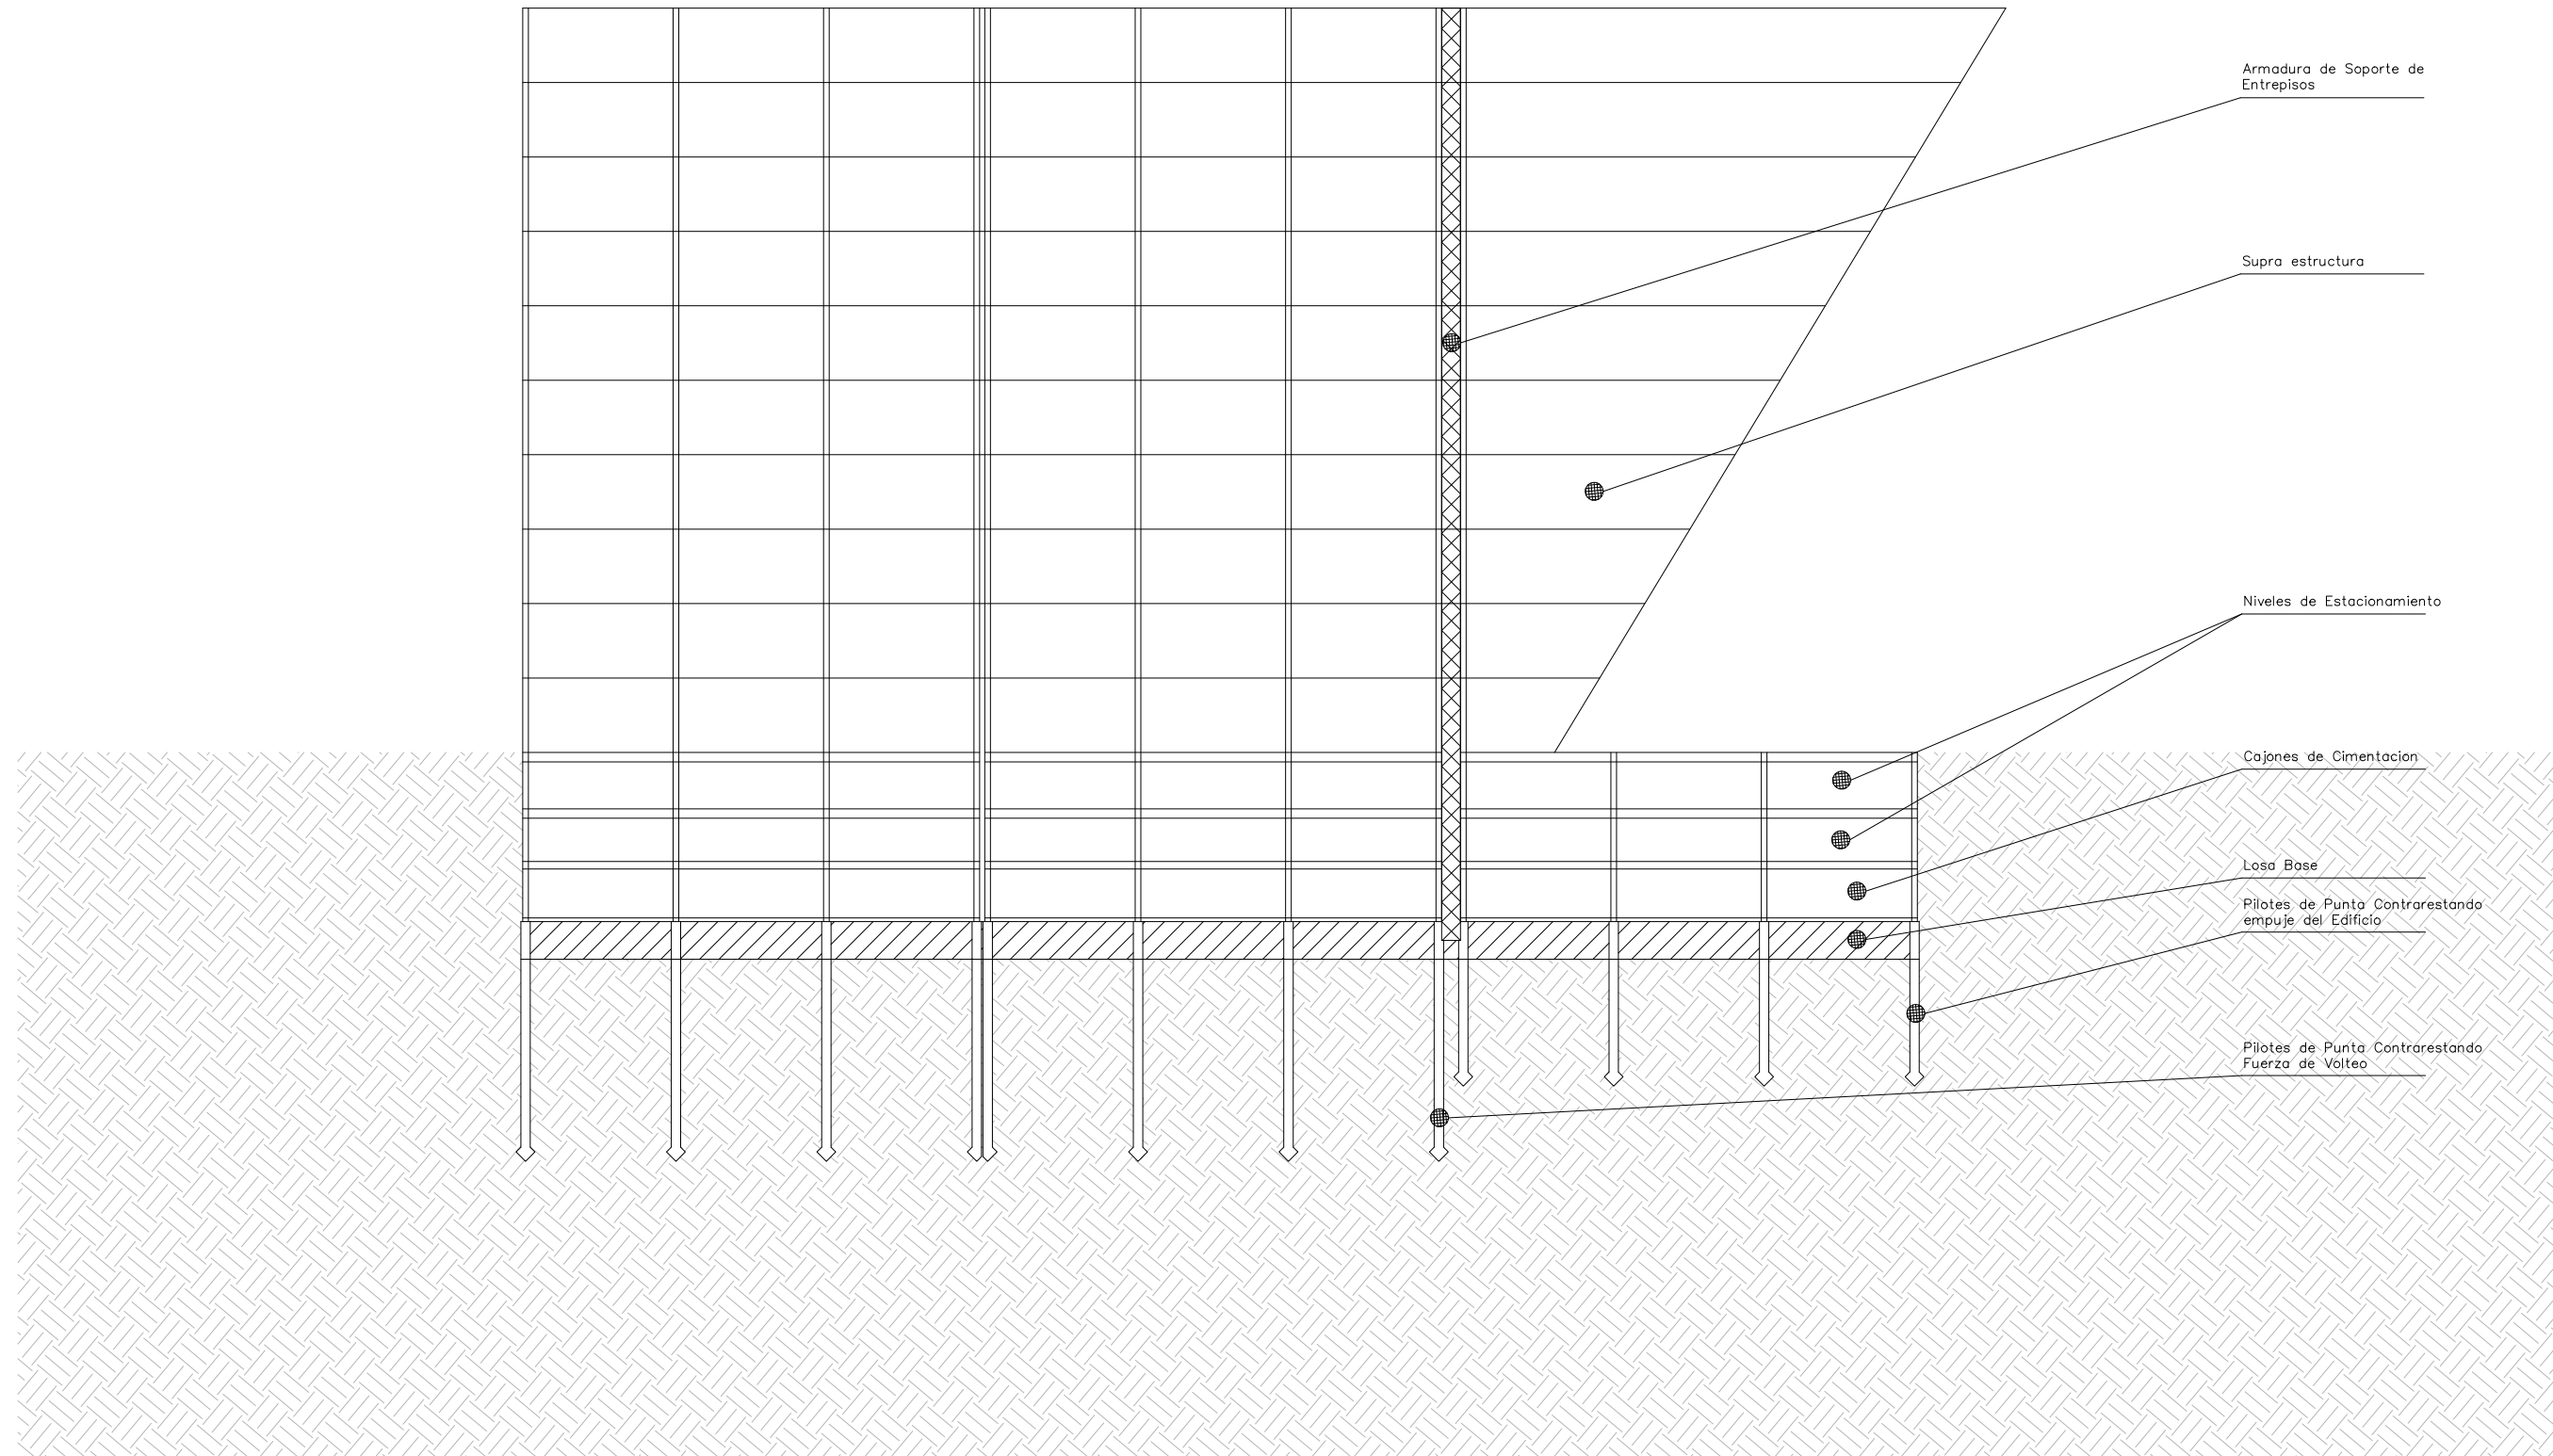 Armadura de Soporte de
Entrepisos
Supra estructura
Niveles de Estacionamiento
Cajones de Cimentacion
Losa Base
Pilotes de Punta Contrarestando
empuje del Edificio
Pilotes de Punta Contrarestando
Fuerza de Volteo